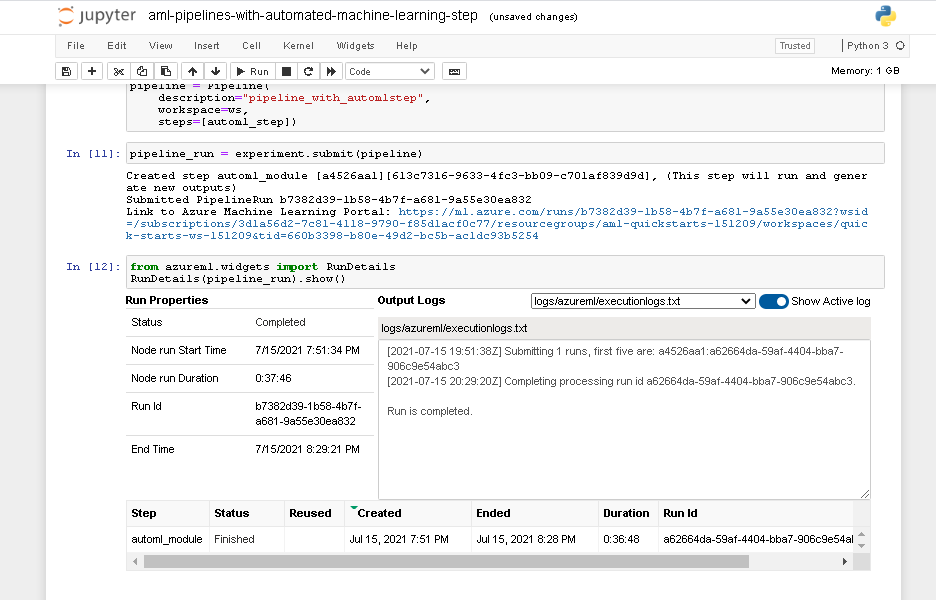 jupyter aml-pipelines-with-automated-machine-learning-step (unsaved changes)
File Edit View Insert Cell Kernel Widgets Help Trusted Python 3
Run Code Memory: 1 GB
pipeline = Pipeline(
description="pipeline_with_automlstep",
workspace=ws,
steps=[automl_step])
In [11]: pipeline_run = experiment.submit(pipeline)
Created step automl_module [a4526aa1][613c7316-9633-4fc3-bb09-c701af839d9d], (This step will run and gener
ate new outputs)
Submitted PipelineRun b7382d39-1b58-4b7f-a681-9a55e30ea832
Link to Azure Machine Learning Portal: https://ml.azure.com/runs/b7382d39-1b58-4b7f-a681-9a55e30ea832?wsid
=/subscriptions/3d1a56d2-7c81-4118-9790-f85d1acf0c77/resourcegroups/aml-quickstarts-151209/workspaces/quic
k-starts-ws-151209&tid=660b3398-b80e-49d2-bc5b-ac1dc93b5254
In [12]: from azureml.widgets import RunDetails
RunDetails(pipeline_run).show()
Run Properties
Status Completed
Node run Start Time 7/15/2021 7:51:34 PM
Node run Duration 0:37:46
Run Id b7382d39-1b58-4b7f-
a681-9a55e30ea832
End Time 7/15/2021 8:29:21 PM
Output Logs logs/azureml/executionlogs.txt Show Active log
logs/azureml/executionlogs.txt
[2021-07-15 19:51:38Z] Submitting 1 runs, first five are: a4526aa1:a62664da-59af-4404-bba7-
906c9e54abc3
[2021-07-15 20:29:20Z] Completing processing run id a62664da-59af-4404-bba7-906c9e54abc3.
Run is completed.
Step Status Reused Created Ended Duration Run Id
automl_module Finished Jul 15, 2021 7:51 PM Jul 15, 2021 8:28 PM 0:36:48 a62664da-59af-4404-bba7-906c9e54al